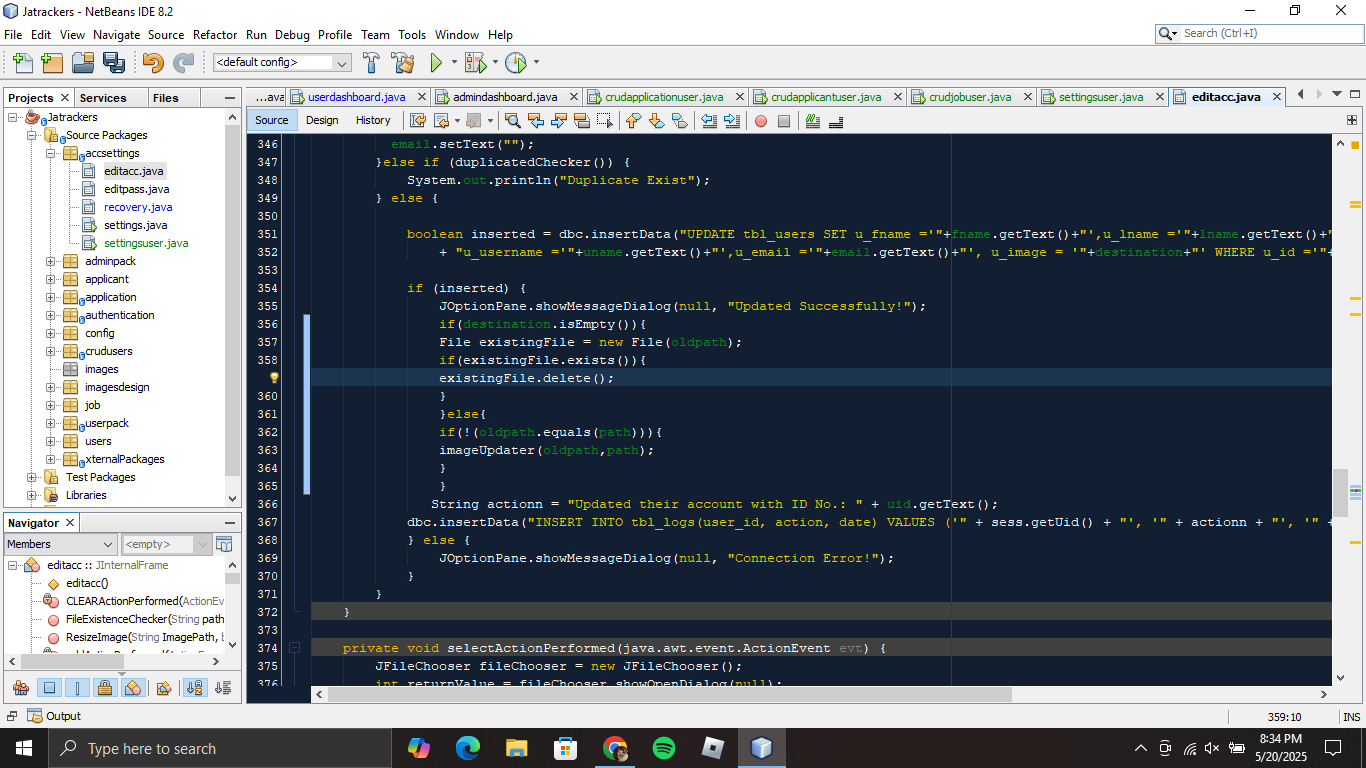 Jatrackers - NetBeans IDE 8.2
File Edit View Navigate Source Refactor Run Debug Profile Team Tools Window Help
Search (Ctrl+I)
<default config>
Projects Services Files
...ava userdashboard.java admindashboard.java crudapplicationuser.java crudapplicantuser.java crudjobuser.java settingsuser.java editacc.java
Source Design History
Jatrackers
Source Packages
accsettings
editacc.java
editpass.java
recovery.java
settings.java
settingsuser.java
adminpack
applicant
application
authentication
config
crudusers
images
imagesdesign
job
userpack
users
xternalPackages
Test Packages
Libraries
Navigator
Members <empty>
editacc :: JInternalFrame
editacc()
CLEARActionPerformed(ActionEv
FileExistenceChecker(String path
ResizeImage(String ImagePath, 
346 email.setText("");
347 }else if (duplicatedChecker()) {
348 System.out.println("Duplicate Exist");
349 } else {
350
351 boolean inserted = dbc.insertData("UPDATE tbl_users SET u_fname ='"+fname.getText()+"',u_lname ='"+lname.getText()+"
352 + "u_username ='"+uname.getText()+"',u_email ='"+email.getText()+"', u_image = '"+destination+"' WHERE u_id ='"+
353
354 if (inserted) {
355 JOptionPane.showMessageDialog(null, "Updated Successfully!");
356 if(destination.isEmpty()){
357 File existingFile = new File(oldpath);
358 if(existingFile.exists()){
existingFile.delete();
360 }
361 }else{
362 if(!(oldpath.equals(path))){
363 imageUpdater(oldpath,path);
364 }
365 }
366 String actionn = "Updated their account with ID No.: " + uid.getText();
367 dbc.insertData("INSERT INTO tbl_logs(user_id, action, date) VALUES ('" + sess.getUid() + "', '" + actionn + "', '" +
368 } else {
369 JOptionPane.showMessageDialog(null, "Connection Error!");
370 }
371 }
372 }
373
374 private void selectActionPerformed(java.awt.event.ActionEvent evt) {
375 JFileChooser fileChooser = new JFileChooser();
376 int returnValue = fileChooser.showOpenDialog(null);
Output
359:10 INS
Type here to search
8:34 PM
5/20/2025